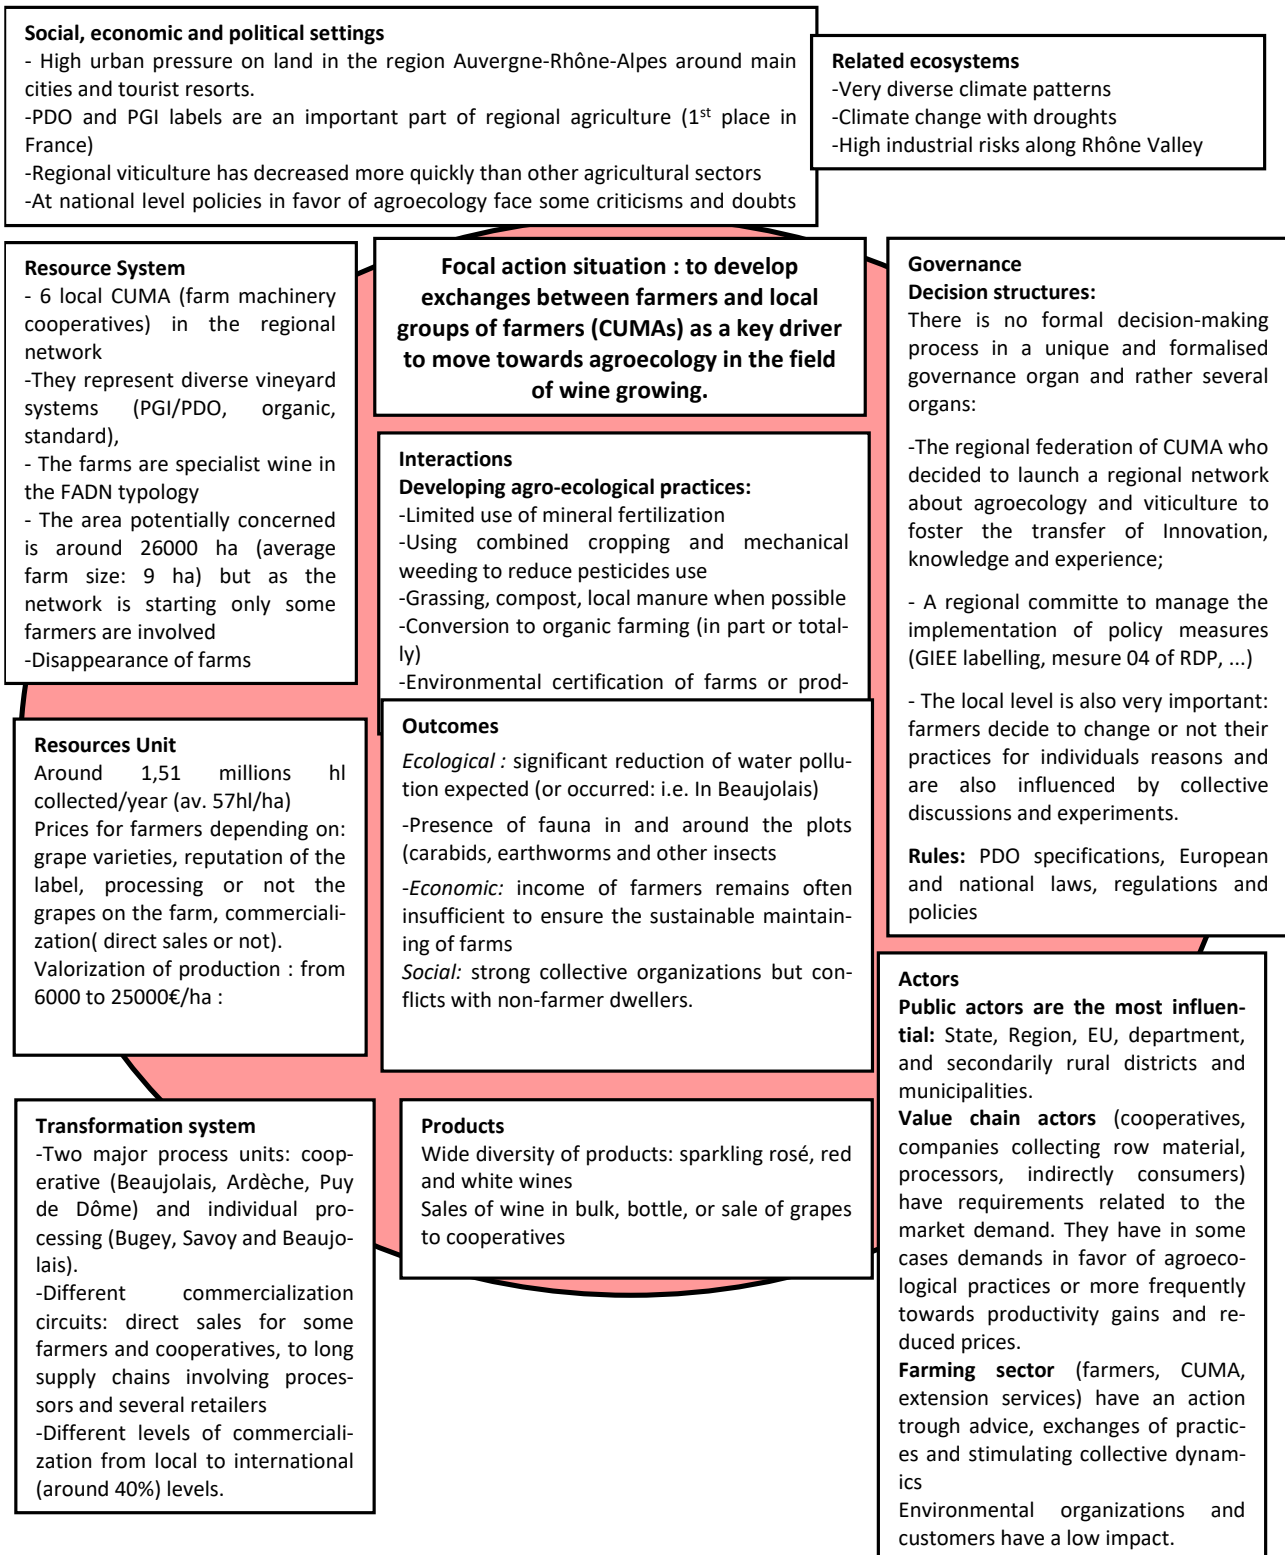 Social, economic and political settings
- High urban pressure on land in the region Auvergne-Rhône-Alpes around main
cities and tourist resorts.
-PDO and PGI labels are an important part of regional agriculture (1st place in
France)
-Regional viticulture has decreased more quickly than other agricultural sectors
-At national level policies in favor of agroecology face some criticisms and doubts
Related ecosystems
-Very diverse climate patterns
-Climate change with droughts
-High industrial risks along Rhône Valley
Resource System
- 6 local CUMA (farm machinery
cooperatives) in the regional
network
-They represent diverse vineyard
systems (PGI/PDO, organic,
standard),
- The farms are specialist wine in
the FADN typology
- The area potentially concerned
is around 26000 ha (average
farm size: 9 ha) but as the
network is starting only some
farmers are involved
-Disappearance of farms
Focal action situation : to develop
exchanges between farmers and local
groups of farmers (CUMAs) as a key driver
to move towards agroecology in the field
of wine growing.
Interactions
Developing agro-ecological practices:
-Limited use of mineral fertilization
-Using combined cropping and mechanical
weeding to reduce pesticides use
-Grassing, compost, local manure when possible
-Conversion to organic farming (in part or total-
ly)
-Environmental certification of farms or prod-
Governance
Decision structures:
There is no formal decision-making
process in a unique and formalised
governance organ and rather several
organs:
-The regional federation of CUMA who
decided to launch a regional network
about agroecology and viticulture to
foster the transfer of Innovation,
knowledge and experience;
- A regional committe to manage the
implementation of policy measures
(GIEE labelling, mesure 04 of RDP, ...)
- The local level is also very important:
farmers decide to change or not their
practices for individuals reasons and
are also influenced by collective
discussions and experiments.
Rules: PDO specifications, European
and national laws, regulations and
policies
Resources Unit
Around 1,51 millions hl
collected/year (av. 57hl/ha)
Prices for farmers depending on:
grape varieties, reputation of the
label, processing or not the
grapes on the farm, commerciali-
zation( direct sales or not).
Valorization of production : from
6000 to 25000€/ha :
Outcomes
Ecological : significant reduction of water pollu-
tion expected (or occurred: i.e. In Beaujolais)
-Presence of fauna in and around the plots
(carabids, earthworms and other insects
-Economic: income of farmers remains often
insufficient to ensure the sustainable maintain-
ing of farms
Social: strong collective organizations but con-
flicts with non-farmer dwellers.
Actors
Public actors are the most influen-
tial: State, Region, EU, department,
and secondarily rural districts and
municipalities.
Value chain actors (cooperatives,
companies collecting row material,
processors, indirectly consumers)
have requirements related to the
market demand. They have in some
cases demands in favor of agroeco-
logical practices or more frequently
towards productivity gains and re-
duced prices.
Farming sector (farmers, CUMA,
extension services) have an action
trough advice, exchanges of practic-
es and stimulating collective dynam-
ics
Environmental organizations and
customers have a low impact.
Transformation system
-Two major process units: coop-
erative (Beaujolais, Ardèche, Puy
de Dôme) and individual pro-
cessing (Bugey, Savoy and Beaujo-
lais).
-Different commercialization
circuits: direct sales for some
farmers and cooperatives, to long
supply chains involving proces-
sors and several retailers
-Different levels of commerciali-
zation from local to international
(around 40%) levels.
Products
Wide diversity of products: sparkling rosé, red
and white wines
Sales of wine in bulk, bottle, or sale of grapes
to cooperatives